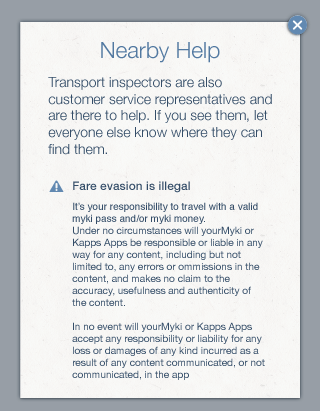 Nearby Help
Transport inspectors are also
customer service representatives and
are there to help. If you see them, let
everyone else know where they can
find them.
Fare evasion is illegal
It's your responsibility to travel with a valid
myki pass and/or myki money.
Under no circumstances will yourMyki or
Kapps Apps be responsible or liable in any
way for any content, including but not
limited to, any errors or ommissions in the
content, and makes no claim to the
accuracy, usefulness and authenticity of
the content.
In no event will yourMyki or Kapps Apps
accept any responsibility or liability for any
loss or damages of any kind incurred as a
result of any content communicated, or not
communicated, in the app